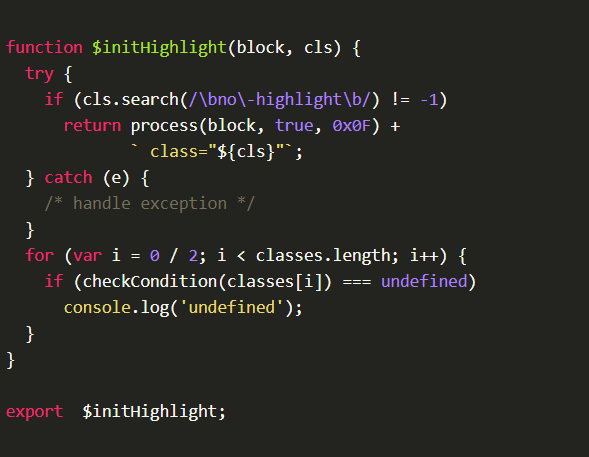 function $initHighlight(block, cls) {
  try {
    if (cls.search(/\bno\-highlight\b/) != -1)
      return process(block, true, 0x0F) +
             ` class="${cls}"`;
  } catch (e) {
    /* handle exception */
  }
  for (var i = 0 / 2; i < classes.length; i++) {
    if (checkCondition(classes[i]) === undefined)
      console.log('undefined');
  }
}

export  $initHighlight;